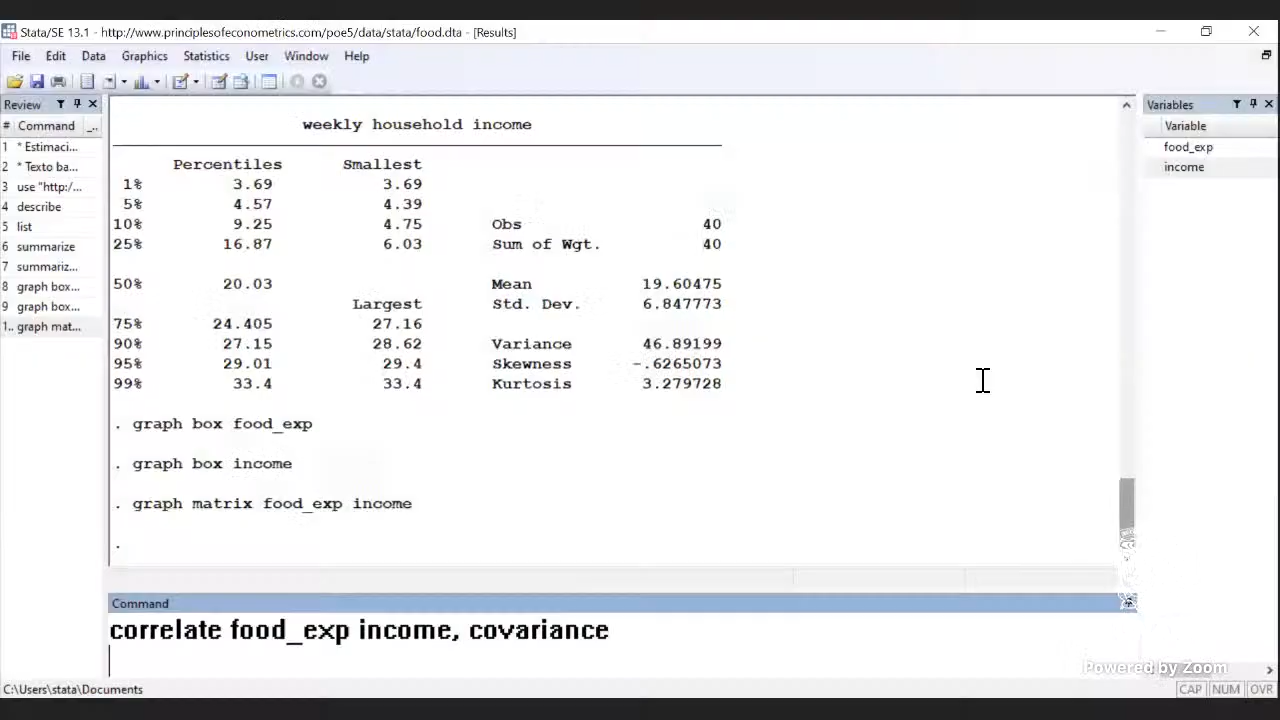 Stata/SE 13.1 - http://www.principlesofeconometrics.com/poe5/data/stata/food.dta - [Results]
File Edit Data Graphics Statistics User Window Help
Review
# Command
1 * Estimaci...
2 * Texto ba...
3 use "http:/...
4 describe
5 list
6 summarize
7 summariz...
8 graph box...
9 graph box...
1.. graph mat...
weekly household income
Percentiles Smallest
1% 3.69 3.69
5% 4.57 4.39
10% 9.25 4.75 Obs 40
25% 16.87 6.03 Sum of Wgt. 40
50% 20.03 Mean 19.60475
Largest Std. Dev. 6.847773
75% 24.405 27.16
90% 27.15 28.62 Variance 46.89199
95% 29.01 29.4 Skewness -.6265073
99% 33.4 33.4 Kurtosis 3.279728
. graph box food_exp
. graph box income
. graph matrix food_exp income
.
Command
correlate food_exp income, covariance
Variables
Variable
food_exp
income
Powered by Zoom
C:\Users\stata\Documents
CAP NUM OVR